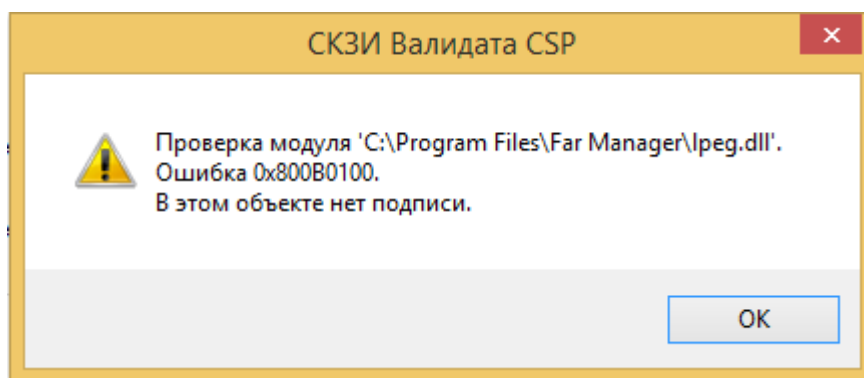 СКЗИ Валидата CSP
Проверка модуля 'C:\Program Files\Far Manager\lpeg.dll'.
Ошибка 0x800B0100.
В этом объекте нет подписи.
OK